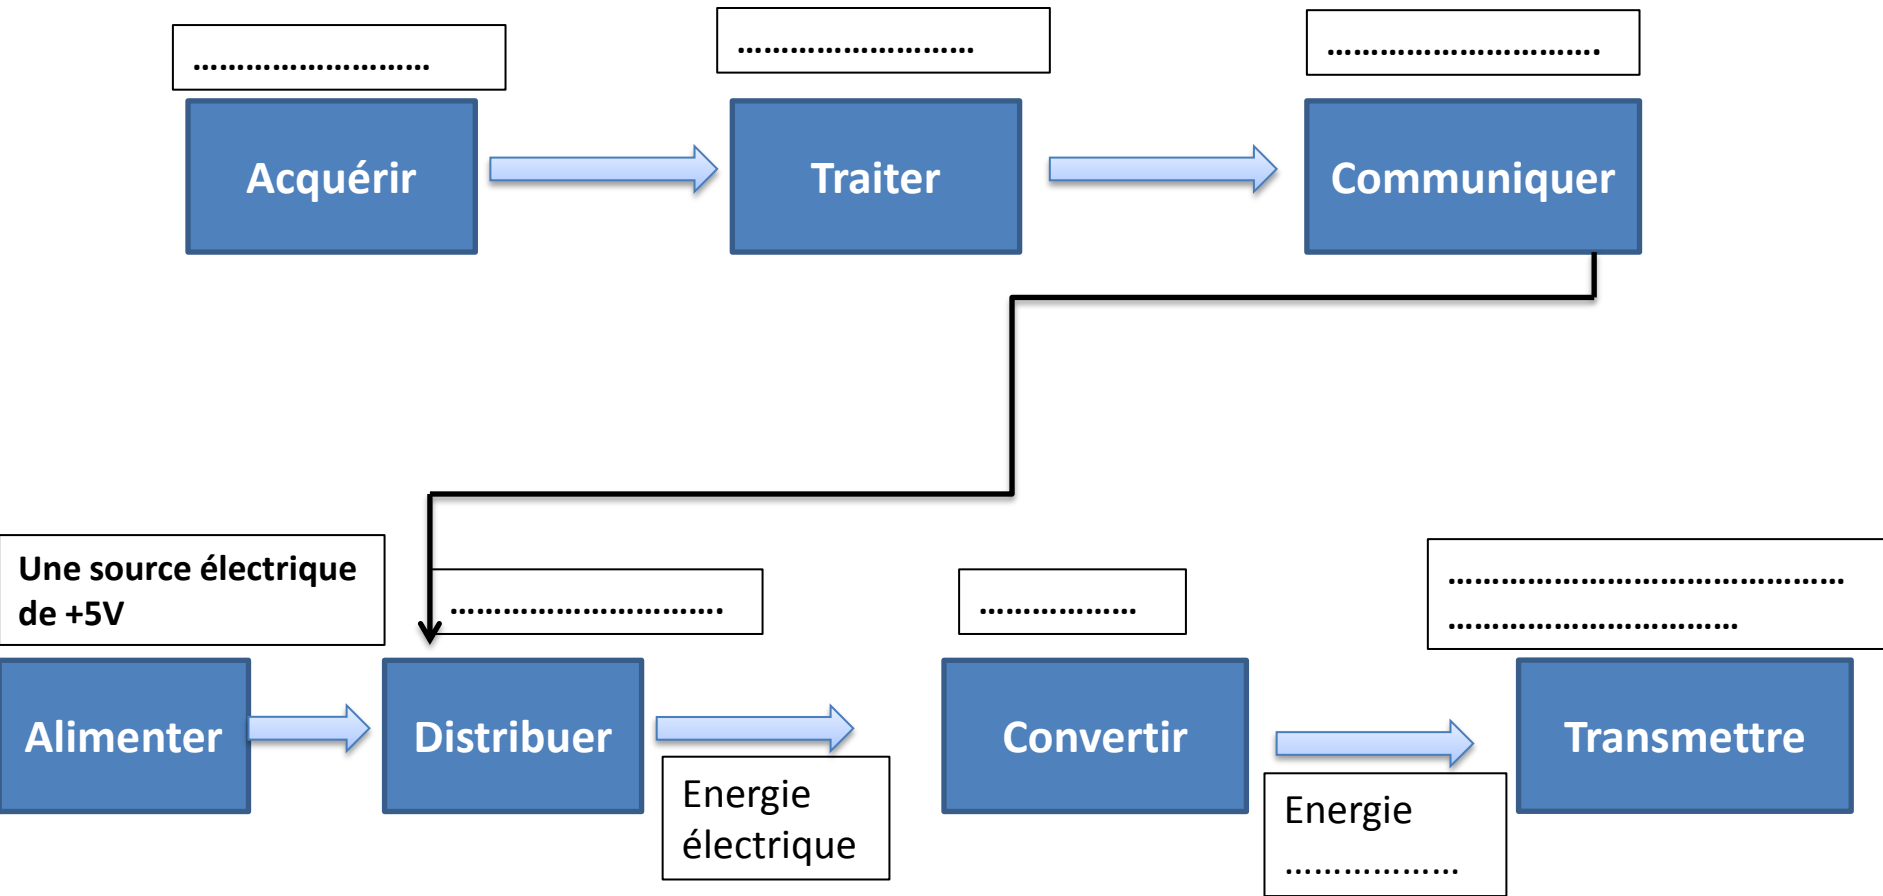 ...........................
...........................
...............................
Acquérir
Traiter
Communiquer
Une source électrique
de +5V
...............................
..................
.............................................
.................................
Alimenter
Distribuer
Convertir
Transmettre
Energie
électrique
Energie
....................